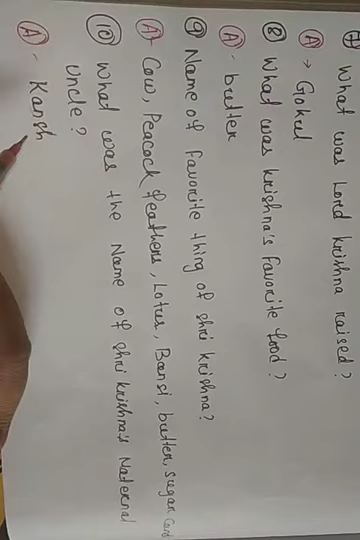 7) What was Lord krishna raised?
A → Gokul
8) What was krishna's favorite food?
A - butter
9) Name of favorite thing of shri krishna?
A Cow, Peacock feathers, Lotus, Bansi, butter, sugar
10) What was the Name of shri krishna's Maternal
uncle?
A - Kansh